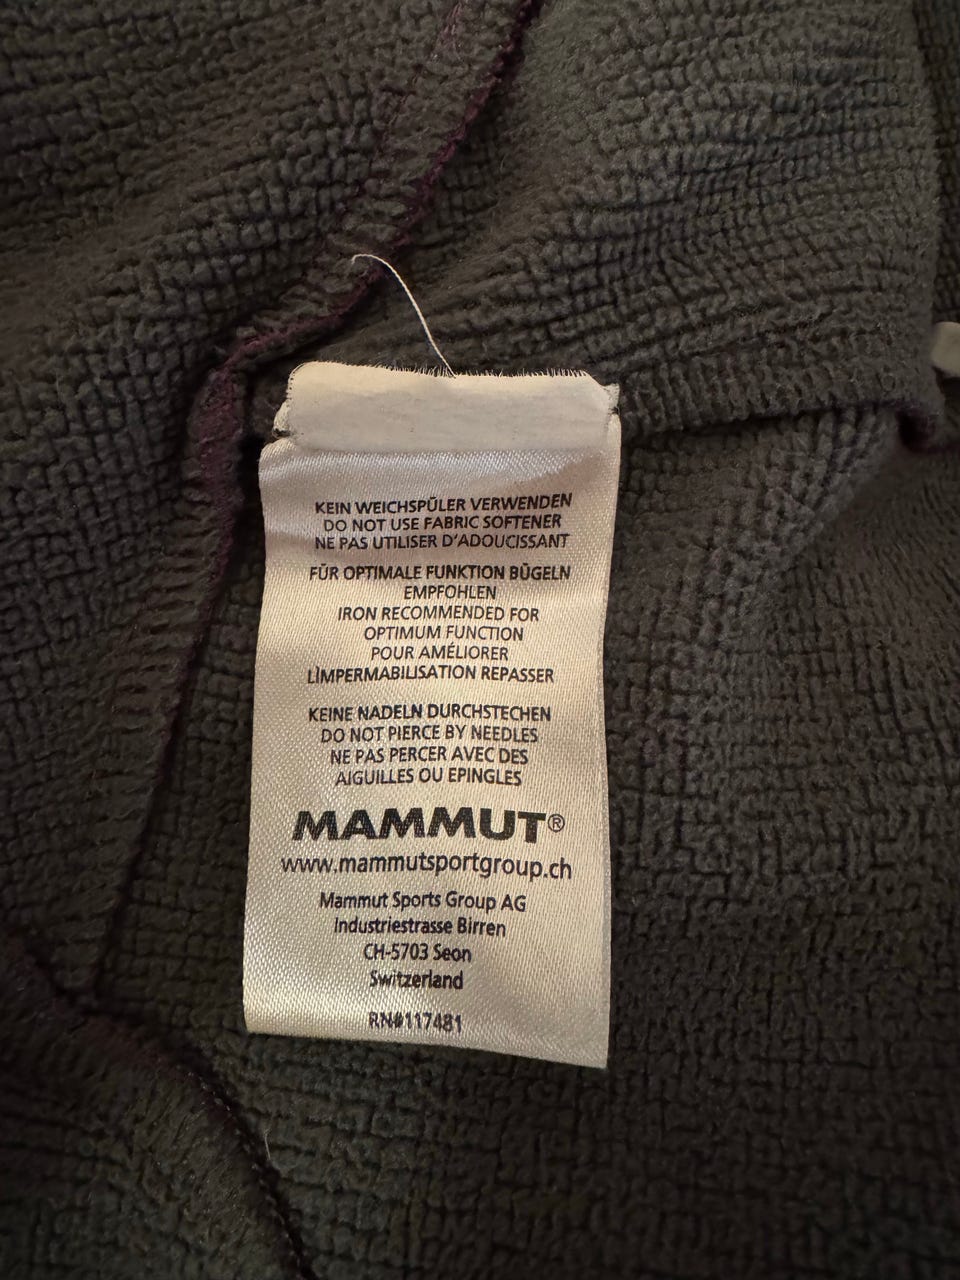 KEIN WEICHSPÜLER VERWENDEN
DO NOT USE FABRIC SOFTENER
NE PAS UTILISER D'ADOUCISSANT
FÜR OPTIMALE FUNKTION BÜGELN
EMPFOHLEN
IRON RECOMMENDED FOR
OPTIMUM FUNCTION
POUR AMÉLIORER
L'IMPERMABILISATION REPASSER
KEINE NADELN DURCHSTECHEN
DO NOT PIERCE BY NEEDLES
NE PAS PERCER AVEC DES
AIGUILLES OU EPINGLES
MAMMUT®
www.mammutsportgroup.ch
Mammut Sports Group AG
Industriestrasse Birren
CH-5703 Seon
Switzerland
RN#117481